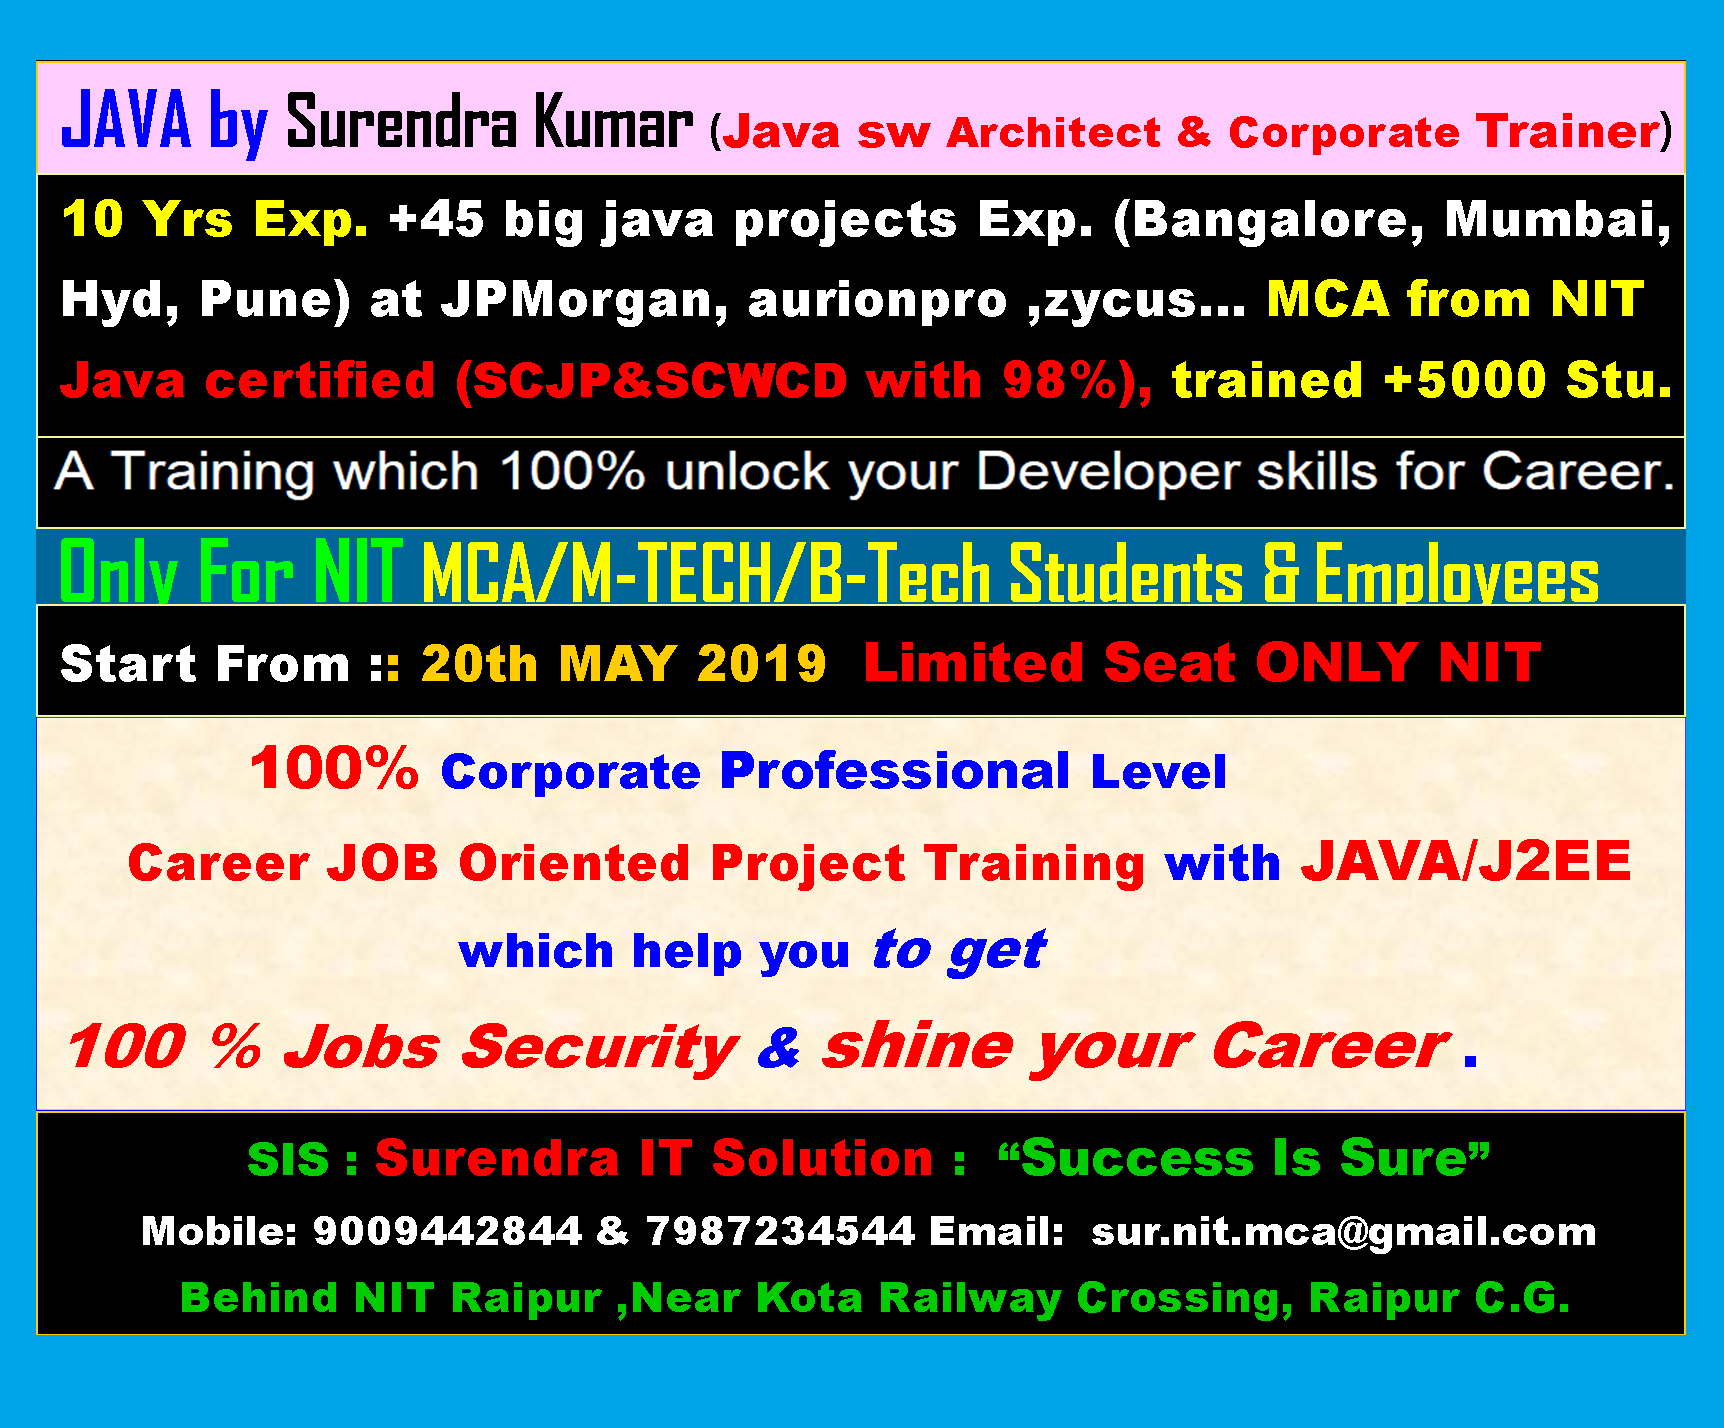 JAVA by Surendra Kumar (Java sw Architect & Corporate Trainer)
10 Yrs Exp. +45 big java projects Exp. (Bangalore, Mumbai,
Hyd, Pune) at JPMorgan, aurionpro ,zycus... MCA from NIT
Java certified (SCJP&SCWCD with 98%), trained +5000 Stu.
A Training which 100% unlock your Developer skills for Career.
Only For NIT MCA/M-TECH/B-Tech Students & Employees
Start From :: 20th MAY 2019 Limited Seat ONLY NIT
100% Corporate Professional Level
Career JOB Oriented Project Training with JAVA/J2EE
which help you to get
100 % Jobs Security & shine your Career .
SIS : Surendra IT Solution : “Success Is Sure”
Mobile: 9009442844 & 7987234544 Email: sur.nit.mca@gmail.com
Behind NIT Raipur ,Near Kota Railway Crossing, Raipur C.G.